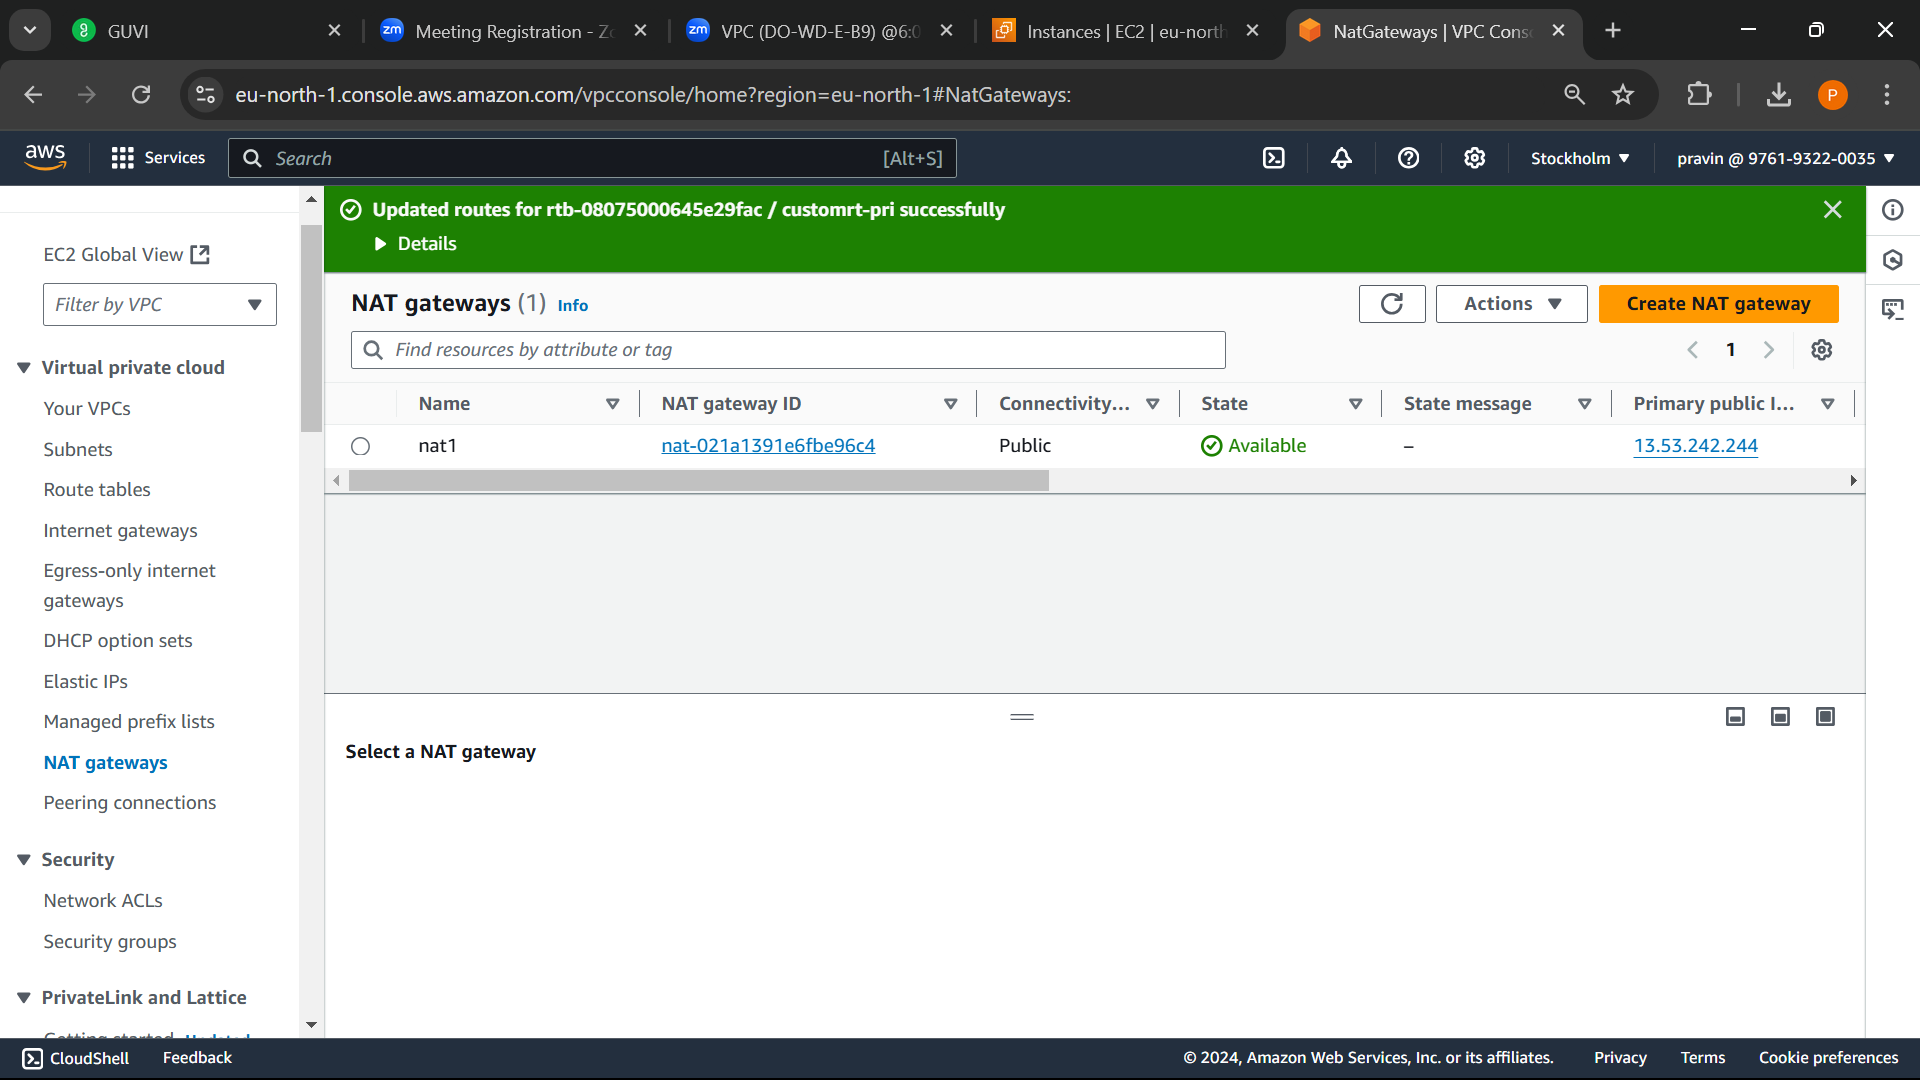 GUVI
Meeting Registration - Zo
VPC (DO-WD-E-B9) @6:0
Instances | EC2 | eu-north
NatGateways | VPC Conso
eu-north-1.console.aws.amazon.com/vpcconsole/home?region=eu-north-1#NatGateways:
P
aws
Services
Search
[Alt+S]
Stockholm
pravin @ 9761-9322-0035
EC2 Global View
Filter by VPC
Virtual private cloud
Your VPCs
Subnets
Route tables
Internet gateways
Egress-only internet
gateways
DHCP option sets
Elastic IPs
Managed prefix lists
NAT gateways
Peering connections
Security
Network ACLs
Security groups
PrivateLink and Lattice
Getting started Updated
Updated routes for rtb-08075000645e29fac / customrt-pri successfully
Details
NAT gateways (1) Info
Actions
Create NAT gateway
Find resources by attribute or tag
1
Name
NAT gateway ID
Connectivity...
State
State message
Primary public I...
nat1
nat-021a1391e6fbe96c4
Public
Available
–
13.53.242.244
Select a NAT gateway
CloudShell
Feedback
© 2024, Amazon Web Services, Inc. or its affiliates.
Privacy
Terms
Cookie preferences